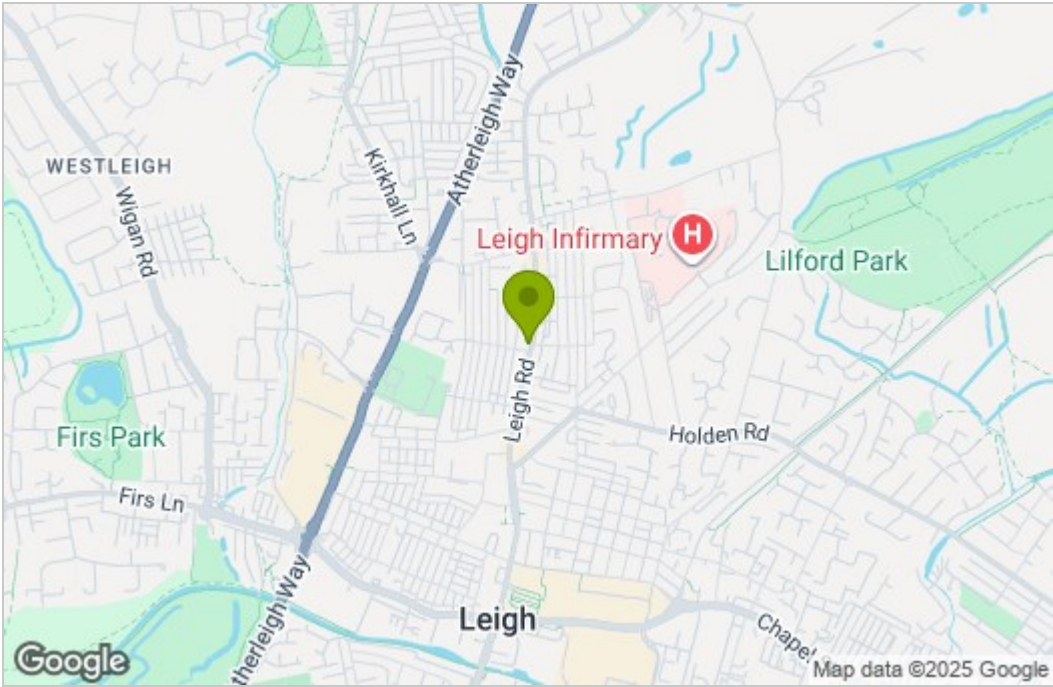 Atherleigh Way
WESTLEIGH
Kirkhall Ln
Wigan Rd
Leigh Infirmary
H
Lilford Park
Leigh Rd
Firs Park
Holden Rd
Firs Ln
Atherleigh Way
Leigh
Chapel
Google
Map data ©2025 Google